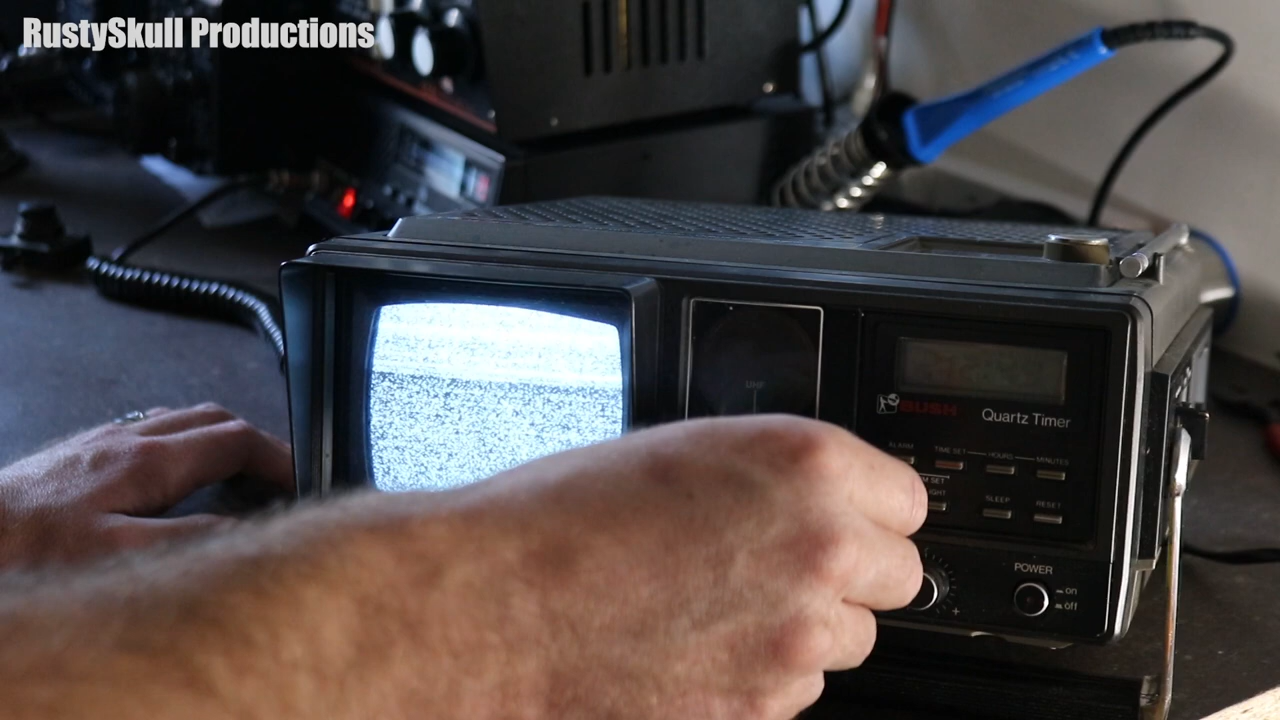 RustySkull Productions
UHF
BUSH
Quartz Timer
ALARM TIME SET HOURS MINUTES
SLEEP RESET
POWER
on
off
+